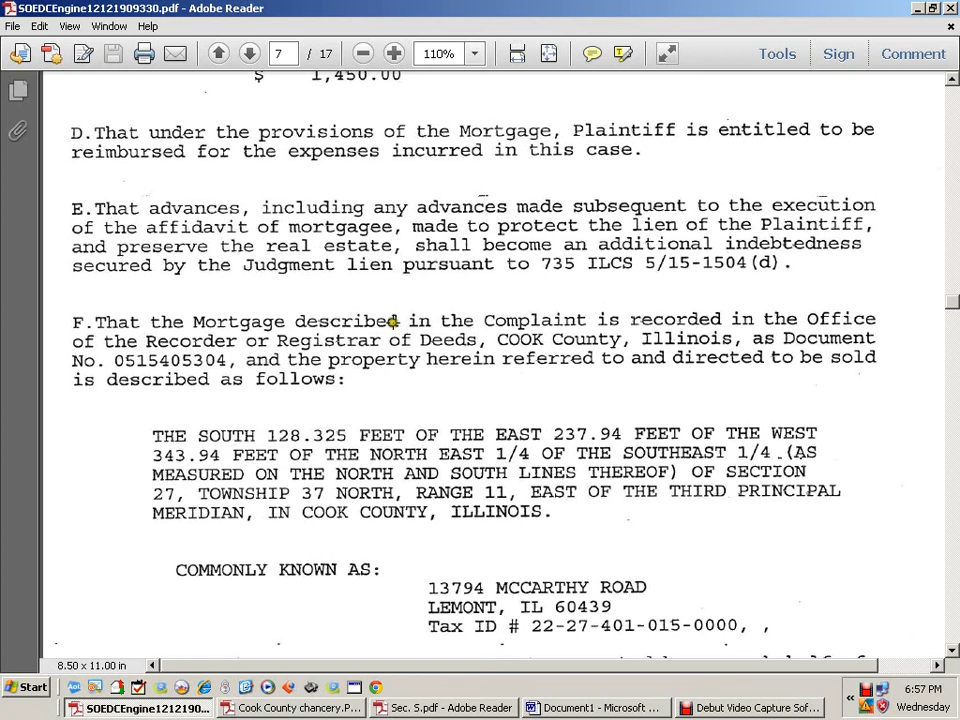 SOEDCEngine12121909330.pdf - Adobe Reader
File Edit View Window Help
7 / 17 110% Tools Sign Comment
$ 1,450.00
D.That under the provisions of the Mortgage, Plaintiff is entitled to be
reimbursed for the expenses incurred in this case.
E.That advances, including any advances made subsequent to the execution
of the affidavit of mortgagee, made to protect the lien of the Plaintiff,
and preserve the real estate, shall become an additional indebtedness
secured by the Judgment lien pursuant to 735 ILCS 5/15-1504(d).
F.That the Mortgage described in the Complaint is recorded in the Office
of the Recorder or Registrar of Deeds, COOK County, Illinois, as Document
No. 0515405304, and the property herein referred to and directed to be sold
is described as follows:
THE SOUTH 128.325 FEET OF THE EAST 237.94 FEET OF THE WEST
343.94 FEET OF THE NORTH EAST 1/4 OF THE SOUTHEAST 1/4 (AS
MEASURED ON THE NORTH AND SOUTH LINES THEREOF) OF SECTION
27, TOWNSHIP 37 NORTH, RANGE 11, EAST OF THE THIRD PRINCIPAL
MERIDIAN, IN COOK COUNTY, ILLINOIS.
COMMONLY KNOWN AS:
13794 MCCARTHY ROAD
LEMONT, IL 60439
Tax ID # 22-27-401-015-0000, ,
8.50 x 11.00 in
Start
6:57 PM
SOEDCEngine121219​0... Cook County chancery.P... Sec. S.pdf - Adobe Reader Document1 - Microsoft ... Debut Video Capture Sof... Wednesday